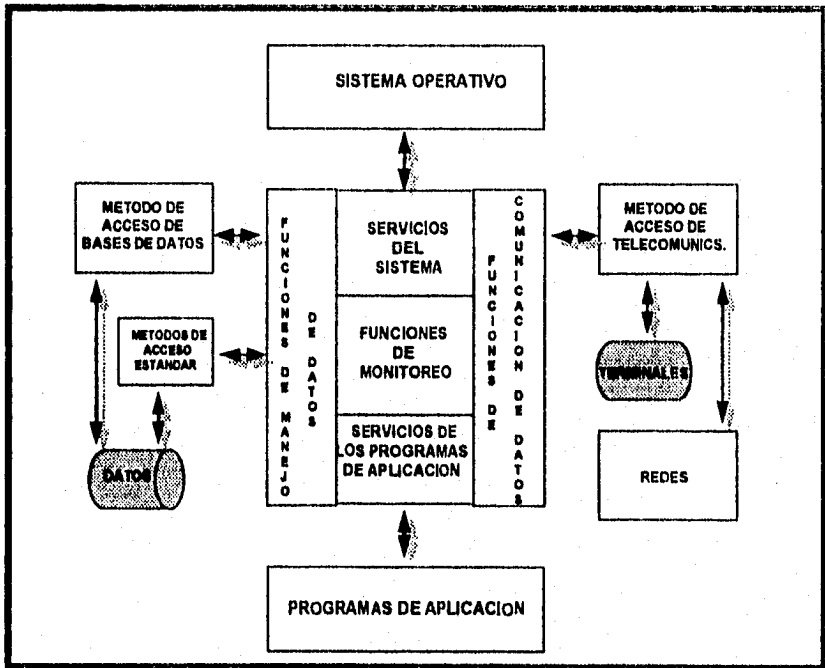 SISTEMA OPERATIVO
METODO DE
ACCESO DE
BASES DE DATOS
METODOS DE
ACCESO
ESTANDAR
DATOS
FUNCIONES DE MANEJO
DE DATOS
SERVICIOS
DEL
SISTEMA
FUNCIONES
DE
MONITOREO
SERVICIOS DE
LOS PROGRAMAS
DE APLICACION
FUNCIONES DE
COMUNICACION DE DATOS
METODO DE
ACCESO DE
TELECOMUNICS.
TERMINALES
REDES
PROGRAMAS DE APLICACION